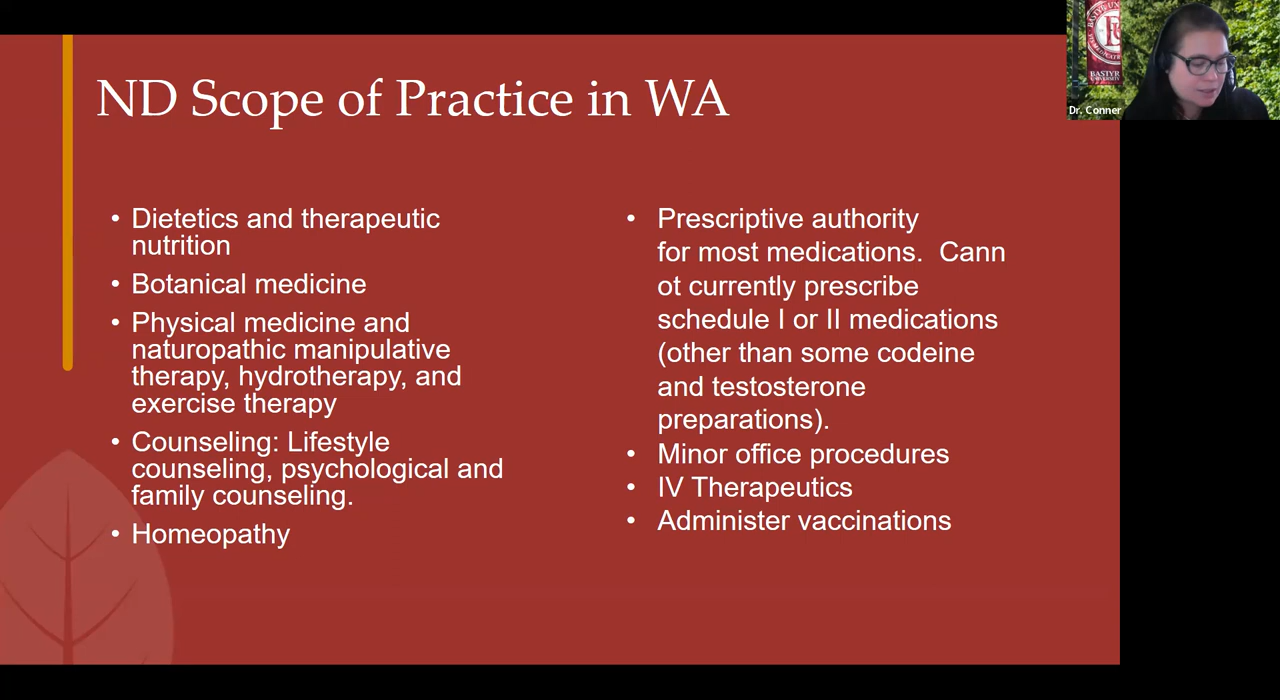 ND Scope of Practice in WA
• Dietetics and therapeutic
nutrition
• Botanical medicine
• Physical medicine and
naturopathic manipulative
therapy, hydrotherapy, and
exercise therapy
• Counseling: Lifestyle
counseling, psychological and
family counseling.
• Homeopathy
• Prescriptive authority
for most medications.  Cann
ot currently prescribe
schedule I or II medications
(other than some codeine
and testosterone
preparations).
• Minor office procedures
• IV Therapeutics
• Administer vaccinations
BASTYR
UNIVERSITY
Dr. Conner